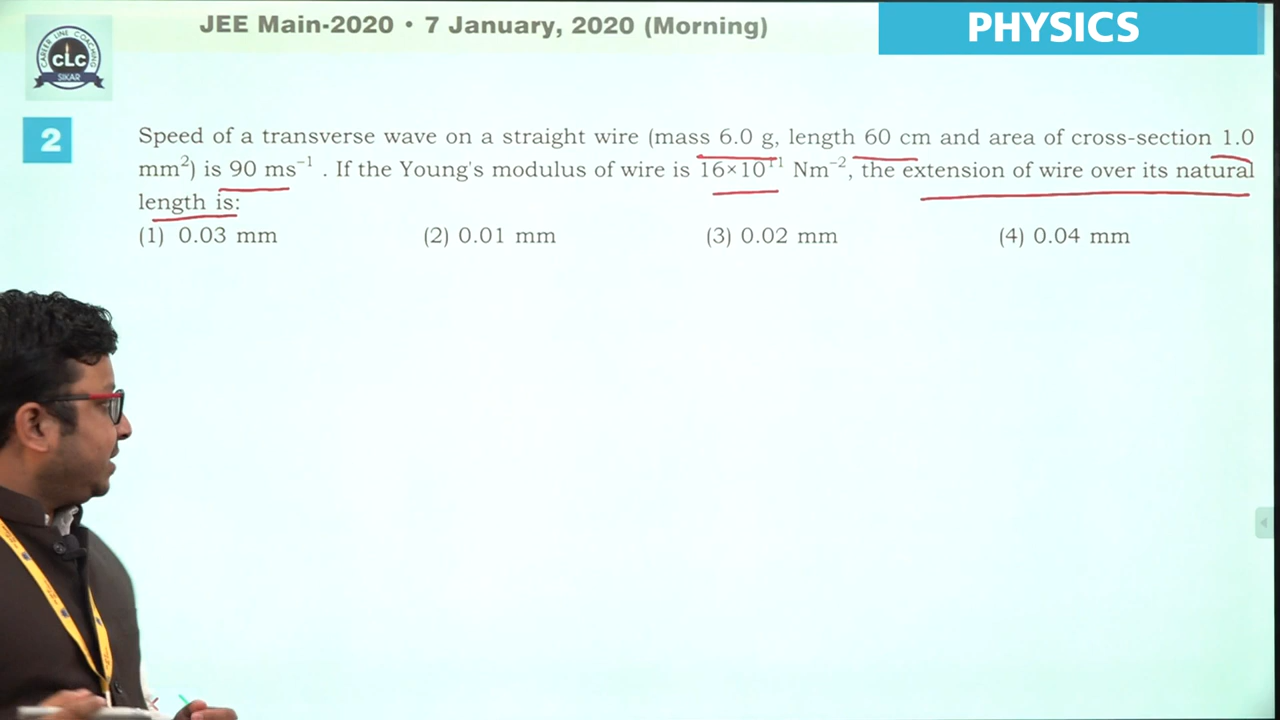 JEE Main-2020 • 7 January, 2020 (Morning)
PHYSICS
CAREER LINE COACHING
CLC
SIKAR
2
Speed of a transverse wave on a straight wire (mass 6.0 g, length 60 cm and area of cross-section 1.0
mm²) is 90 ms⁻¹ . If the Young's modulus of wire is 16×10¹¹ Nm⁻², the extension of wire over its natural
length is:
(1) 0.03 mm (2) 0.01 mm (3) 0.02 mm (4) 0.04 mm